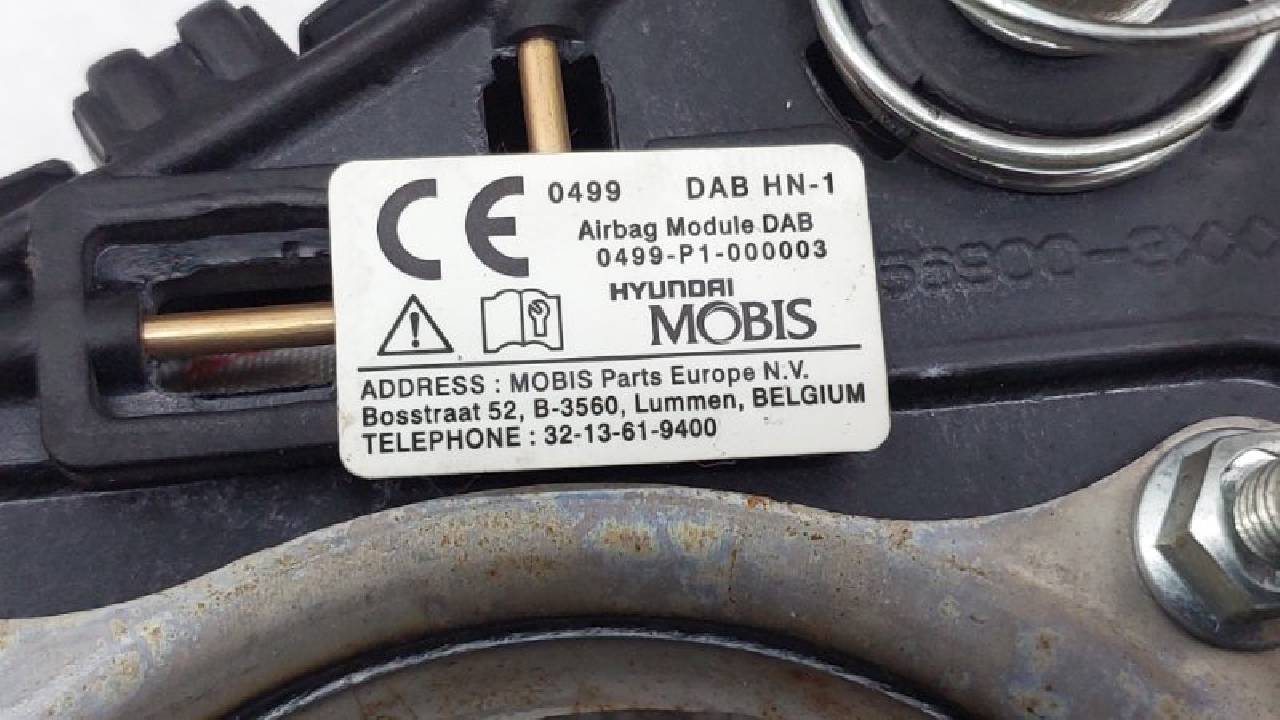 CE 0499 DAB HN-1
Airbag Module DAB
0499-P1-000003
HYUNDAI
MOBIS
ADDRESS : MOBIS Parts Europe N.V.
Bosstraat 52, B-3560, Lummen, BELGIUM
TELEPHONE : 32-13-61-9400